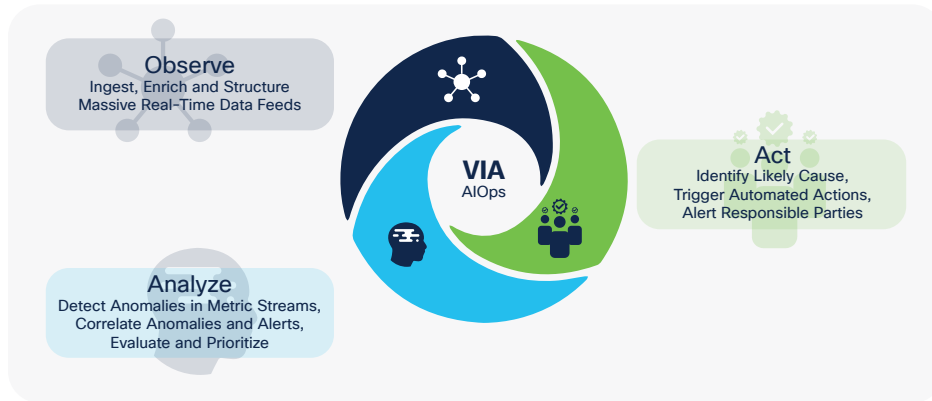 Observe
Ingest, Enrich and Structure
Massive Real-Time Data Feeds
VIA
AIOps
Act
Identify Likely Cause,
Trigger Automated Actions,
Alert Responsible Parties
Analyze
Detect Anomalies in Metric Streams,
Correlate Anomalies and Alerts,
Evaluate and Prioritize